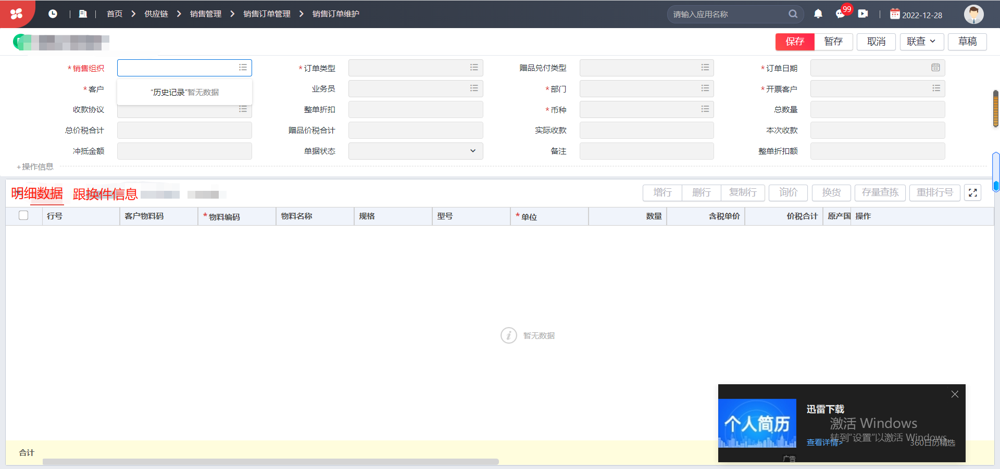 首页 > 供应链 > 销售管理 > 销售订单管理 > 销售订单维护
请输入应用名称
99
2022-12-28
保存 暂存 取消 联查 草稿
*销售组织 *订单类型 赠品兑付类型 *订单日期
*客户 业务员 *部门 *开票客户
“历史记录”暂无数据
收款协议 整单折扣 *币种 总数量
总价税合计 赠品价税合计 实际收款 本次收款
冲抵金额 单据状态 备注 整单折扣额
+操作信息
明细数据 跟换件信息
增行 删行 复制行 询价 换货 存量查拣 重排行号
行号 客户物料码 *物料编码 物料名称 规格 型号 *单位 数量 含税单价 价税合计 原产国 操作
暂无数据
个人简历
迅雷下载
激活 Windows
转到“设置”以激活 Windows。
查看详情>
360日历精选
广告
合计